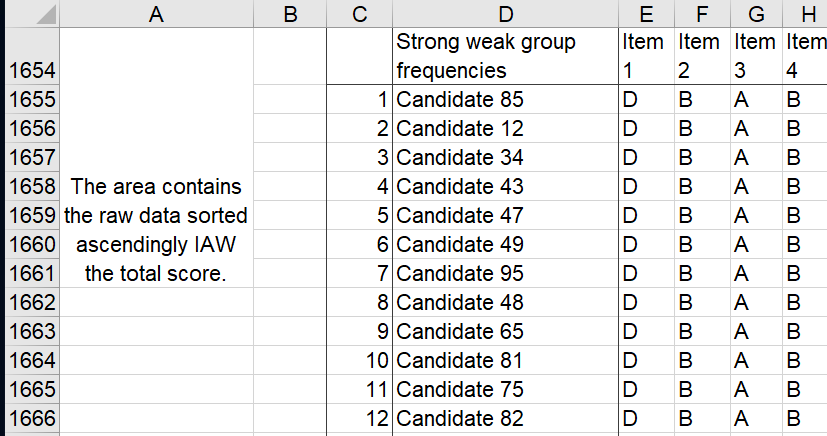 A B C D E F G H
1654 Strong weak group frequencies Item 1 Item 2 Item 3 Item 4
1655 1 Candidate 85 D B A B
1656 2 Candidate 12 D B A B
1657 3 Candidate 34 D B A B
1658 The area contains 4 Candidate 43 D B A B
1659 the raw data sorted 5 Candidate 47 D B A B
1660 ascendingly IAW 6 Candidate 49 D B A B
1661 the total score. 7 Candidate 95 D B A B
1662 8 Candidate 48 D B A B
1663 9 Candidate 65 D B A B
1664 10 Candidate 81 D B A B
1665 11 Candidate 75 D B A B
1666 12 Candidate 82 D B A B